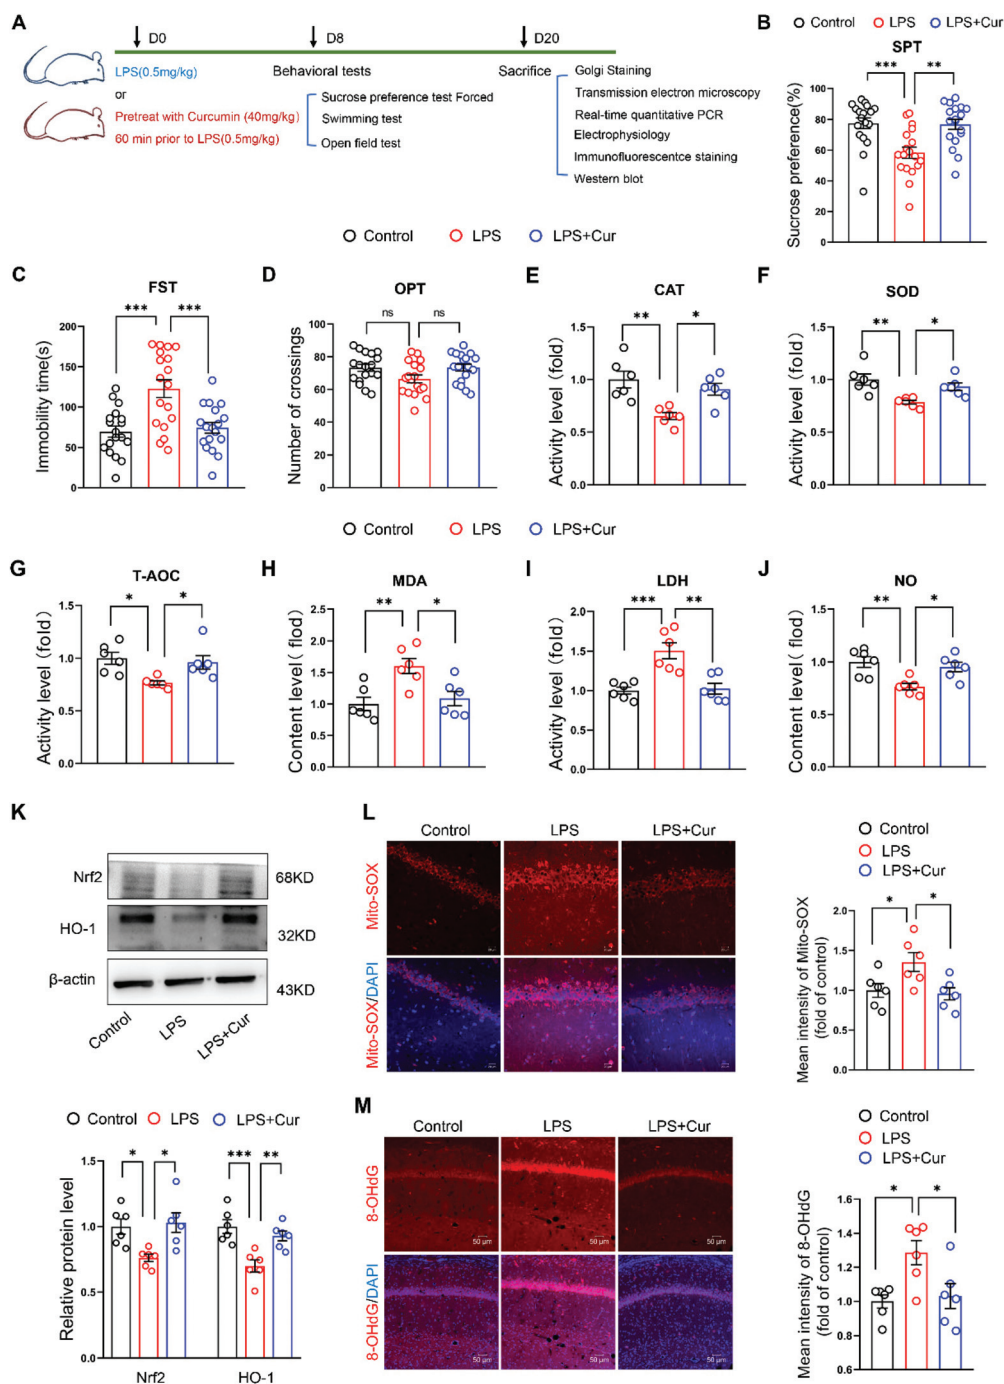 A
D0
D8
D20
LPS(0.5mg/kg)
or
Pretreat with Curcumin (40mg/kg)
60 min prior to LPS(0.5mg/kg)
Behavioral tests
Sucrose preference test Forced
Swimming test
Open field test
Sacrifice
Golgi Staining
Transmission electron microscopy
Real-time quantitative PCR
Electrophysiology
Immunofluorescentce staining
Western blot
B
Control
LPS
LPS+Cur
SPT
Sucrose preference(%)
100
80
60
40
20
0
***
**
Control
LPS
LPS+Cur
C
FST
Immobility time(s)
200
150
100
50
0
***
***
D
OPT
Number of crossings
100
80
60
40
20
0
ns
ns
E
CAT
Activity level (fold)
1.5
1.0
0.5
0.0
**
*
F
SOD
Activity level (fold)
1.5
1.0
0.5
0.0
**
*
Control
LPS
LPS+Cur
G
T-AOC
Activity level (fold)
1.5
1.0
0.5
0.0
*
*
H
MDA
Content level( flod)
2.0
1.5
1.0
0.5
0.0
**
*
I
LDH
Activity level (fold)
2.0
1.5
1.0
0.5
0.0
***
**
J
NO
Content level (fold)
1.5
1.0
0.5
0.0
**
*
K
Nrf2
68KD
HO-1
32KD
β-actin
43KD
Control
LPS
LPS+Cur
Control
LPS
LPS+Cur
Relative protein level
1.5
1.0
0.5
0.0
*
*
***
**
Nrf2
HO-1
L
Control
LPS
LPS+Cur
Mito-SOX
Mito-SOX/DAPI
Control
LPS
LPS+Cur
Mean intensity of Mito-SOX
(fold of control)
2.0
1.5
1.0
0.5
0.0
*
*
M
Control
LPS
LPS+Cur
8-OHdG
50 μm
50 μm
50 μm
8-OHdG/DAPI
50 μm
50 μm
50 μm
Control
LPS
LPS+Cur
Mean intensity of 8-OHdG
(fold of control)
1.6
1.4
1.2
1.0
0.8
0.6
*
*